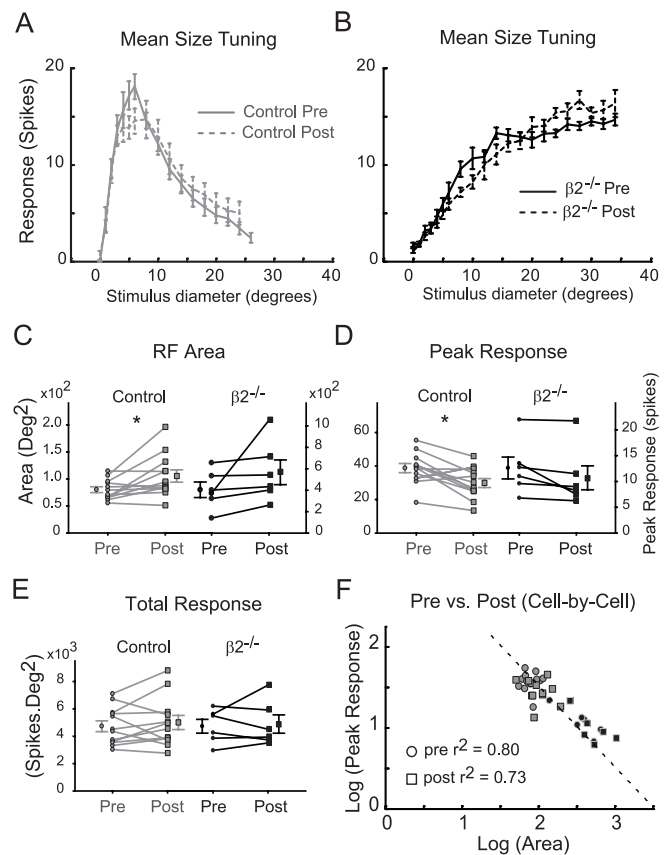 A
Mean Size Tuning
Response (Spikes)
20
10
0
Control Pre
Control Post
0 10 20 30 40
Stimulus diameter (degrees)
B
Mean Size Tuning
20
10
0
β2-/- Pre
β2-/- Post
0 10 20 30 40
Stimulus diameter (degrees)
C
RF Area
x10²
Control
*
β2-/-
x10²
Area (Deg²)
2.0
1.0
0
10
8
6
4
2
0
Pre Post Pre Post
D
Peak Response
Control
*
β2-/-
60
40
20
0
20
15
10
5
0
Peak Response (spikes)
Pre Post Pre Post
E
Total Response
x10³
Control
β2-/-
(Spikes.Deg²)
8
6
4
2
0
Pre Post Pre Post
F
Pre vs. Post (Cell-by-Cell)
Log (Peak Response)
2
1
0
pre r² = 0.80
post r² = 0.73
0 1 2 3
Log (Area)